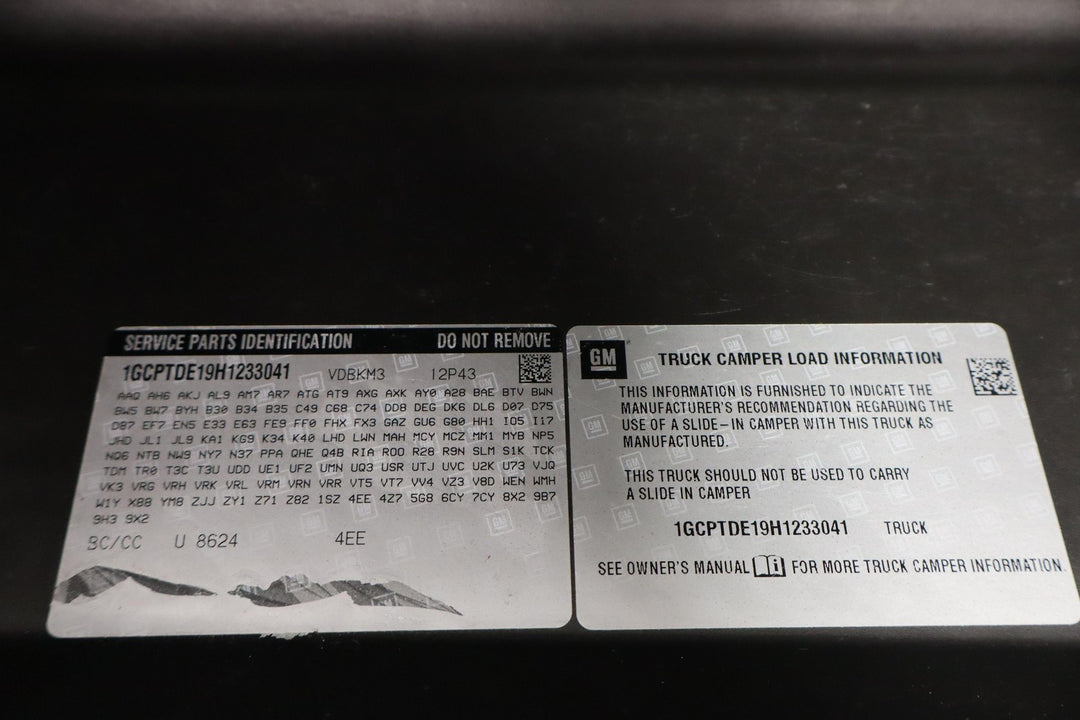 SERVICE PARTS IDENTIFICATION DO NOT REMOVE
1GCPTDE19H1233041 VDBKM3 I2P43
AAQ AH6 AKJ AL9 AM7 AR7 ATG AT9 AXG AXK AY0 A28 BAE BTV BWN
BW5 BW7 BYH B30 B34 B35 C49 C68 C74 DD8 DEG DK6 DL6 D07 D75
D87 EF7 EN5 E33 E63 FE9 FF0 FHX FX3 GAZ GU6 G80 HH1 IO5 I17
JHD JL1 JL9 KA1 KG9 K34 K40 LHD LWN MAH MCY MCZ MM1 MYB NP5
NQ6 NTB NW9 NY7 N37 PPA QHE Q4B RIA ROO R28 R9N SLM S1K TCK
TDM TR0 T3C T3U UDD UE1 UF2 UMN UQ3 USR UTJ UVC U2K U73 VJQ
VK3 VRG VRH VRK VRL VRM VRN VRR VT5 VT7 VV4 VZ3 V8D WEN WMH
W1Y X88 YM8 ZJJ ZY1 Z71 Z82 1SZ 4EE 4Z7 5G8 6CY 7CY 8X2 9B7
9H3 9X2
BC/CC U 8624 4EE
GM TRUCK CAMPER LOAD INFORMATION
THIS INFORMATION IS FURNISHED TO INDICATE THE
MANUFACTURER'S RECOMMENDATION REGARDING THE
USE OF A SLIDE–IN CAMPER WITH THIS TRUCK AS
MANUFACTURED.
THIS TRUCK SHOULD NOT BE USED TO CARRY
A SLIDE IN CAMPER
1GCPTDE19H1233041 TRUCK
SEE OWNER'S MANUAL FOR MORE TRUCK CAMPER INFORMATION.